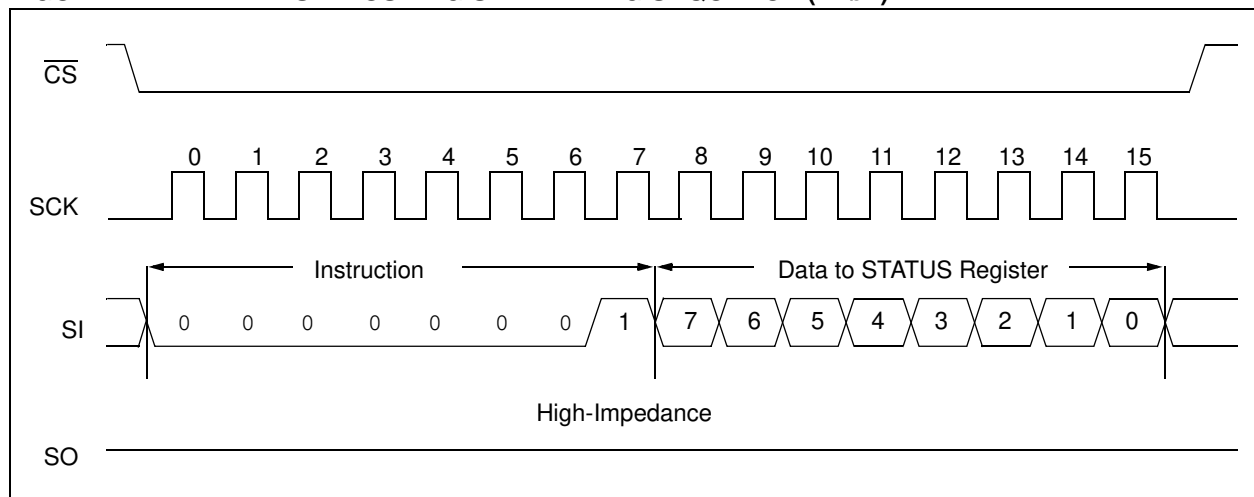 CS
0 1 2 3 4 5 6 7 8 9 10 11 12 13 14 15
SCK
Instruction Data to STATUS Register
SI 0 0 0 0 0 0 0 1 7 6 5 4 3 2 1 0
High-Impedance
SO